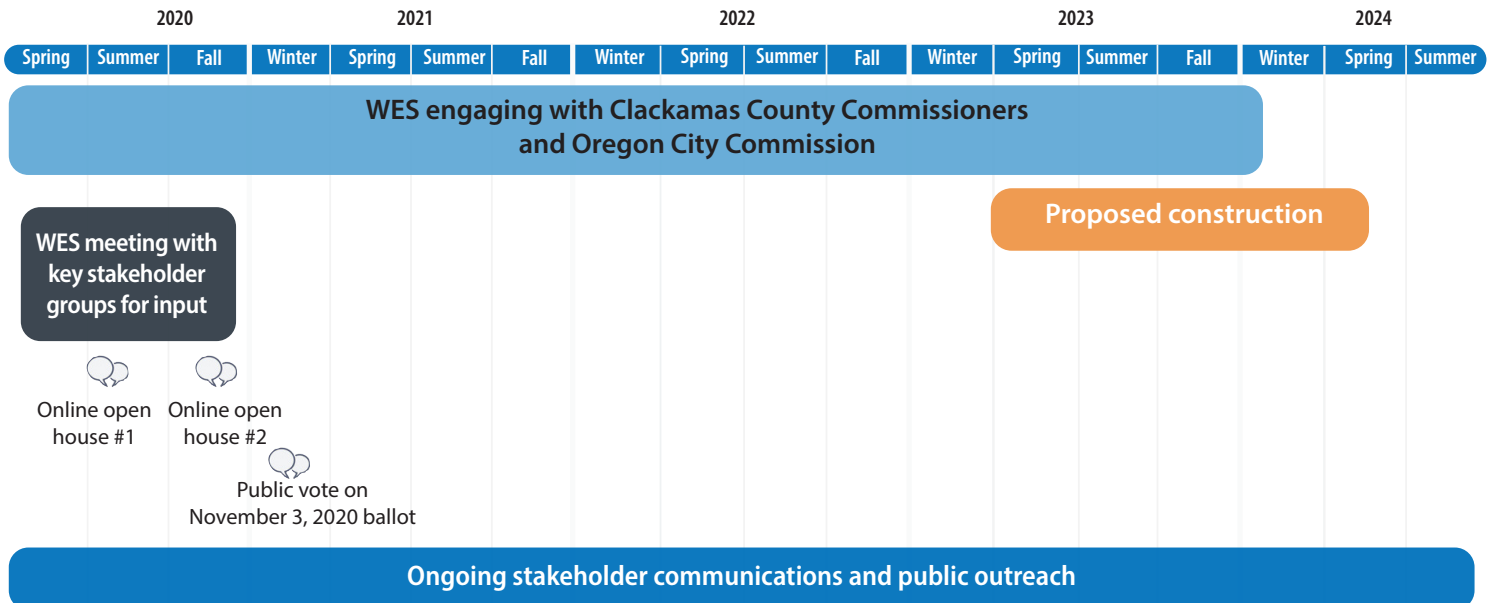 2020 2021 2022 2023 2024
Spring Summer Fall Winter Spring Summer Fall Winter Spring Summer Fall Winter Spring Summer Fall Winter Spring Summer
WES engaging with Clackamas County Commissioners
and Oregon City Commission
Proposed construction
WES meeting with
key stakeholder
groups for input
Online open
house #1
Online open
house #2
Public vote on
November 3, 2020 ballot
Ongoing stakeholder communications and public outreach